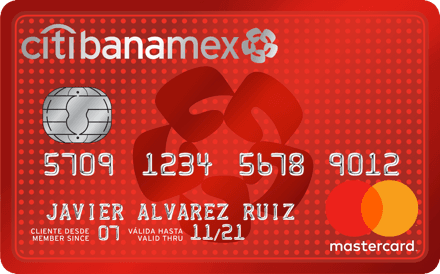 citibanamex
5709 1234 5678 9012
JAVIER ALVAREZ RUIZ
CLIENTE DESDE
MEMBER SINCE 07 VÁLIDA HASTA
VALID THRU 11/21
mastercard